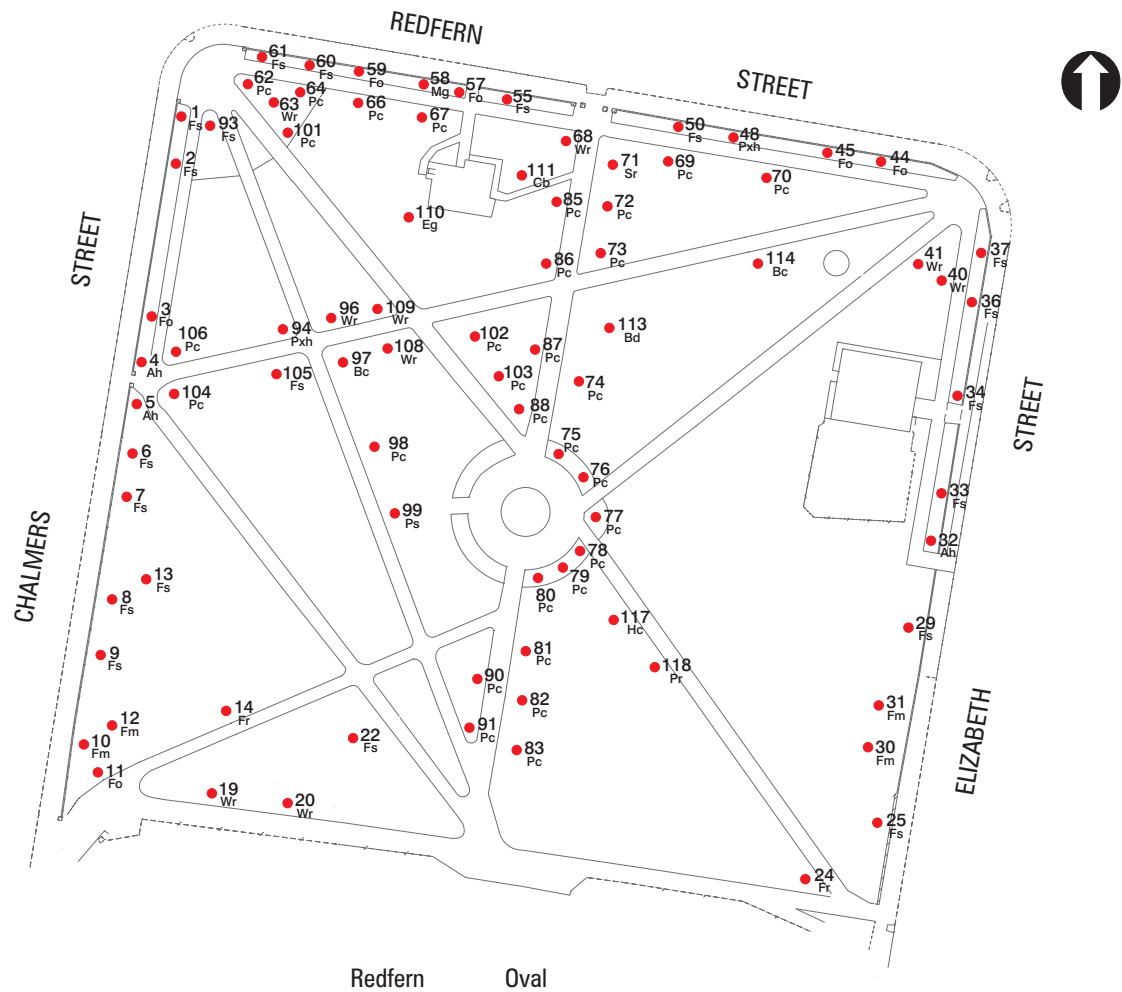 REDFERN
STREET
61
Fs
60
Fs
59
Fo
58
Mg
57
Fo
55
Fs
62
Pc
63
Wr
64
Pc
66
Pc
67
Pc
101
Pc
1
Fs
93
Fs
2
Fs
68
Wr
50
Fs
48
Pxh
45
Fo
44
Fo
71
Sr
69
Pc
70
Pc
111
Cb
85
Pc
72
Pc
110
Eg
STREET
86
Pc
73
Pc
114
Bc
41
Wr
40
Wr
37
Fs
36
Fs
3
Fo
106
Pc
94
Pxh
96
Wr
109
Wr
108
Wr
97
Bc
102
Pc
87
Pc
113
Bd
4
Ah
105
Fs
103
Pc
74
Pc
104
Pc
5
Ah
88
Pc
34
Fs
STREET
6
Fs
98
Pc
75
Pc
76
Pc
7
Fs
99
Ps
77
Pc
33
Fs
32
Ah
78
Pc
79
Pc
80
Pc
CHALMERS
13
Fs
8
Fs
117
Hc
29
Fs
9
Fs
81
Pc
118
Pr
90
Pc
82
Pc
31
Fm
14
Fr
12
Fm
10
Fm
22
Fs
91
Pc
83
Pc
30
Fm
ELIZABETH
11
Fo
19
Wr
20
Wr
25
Fs
24
Fr
Redfern Oval